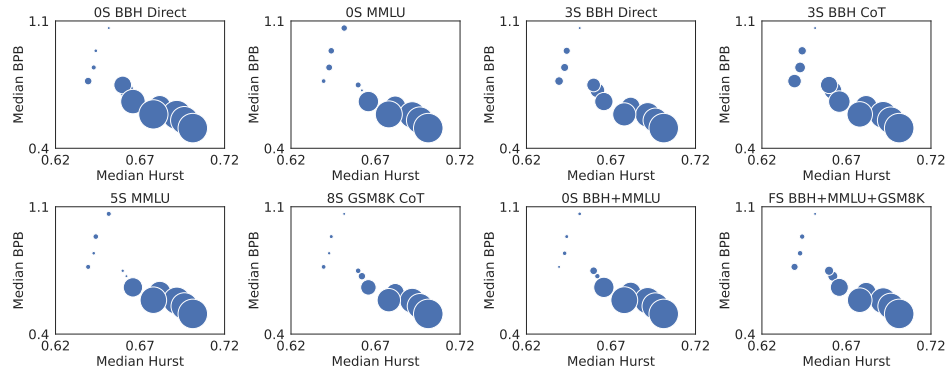 0S BBH Direct
1.1
Median BPB
0.4
0.62 0.67 0.72
Median Hurst
0S MMLU
1.1
Median BPB
0.4
0.62 0.67 0.72
Median Hurst
3S BBH Direct
1.1
Median BPB
0.4
0.62 0.67 0.72
Median Hurst
3S BBH CoT
1.1
Median BPB
0.4
0.62 0.67 0.72
Median Hurst
5S MMLU
1.1
Median BPB
0.4
0.62 0.67 0.72
Median Hurst
8S GSM8K CoT
1.1
Median BPB
0.4
0.62 0.67 0.72
Median Hurst
0S BBH+MMLU
1.1
Median BPB
0.4
0.62 0.67 0.72
Median Hurst
FS BBH+MMLU+GSM8K
1.1
Median BPB
0.4
0.62 0.67 0.72
Median Hurst